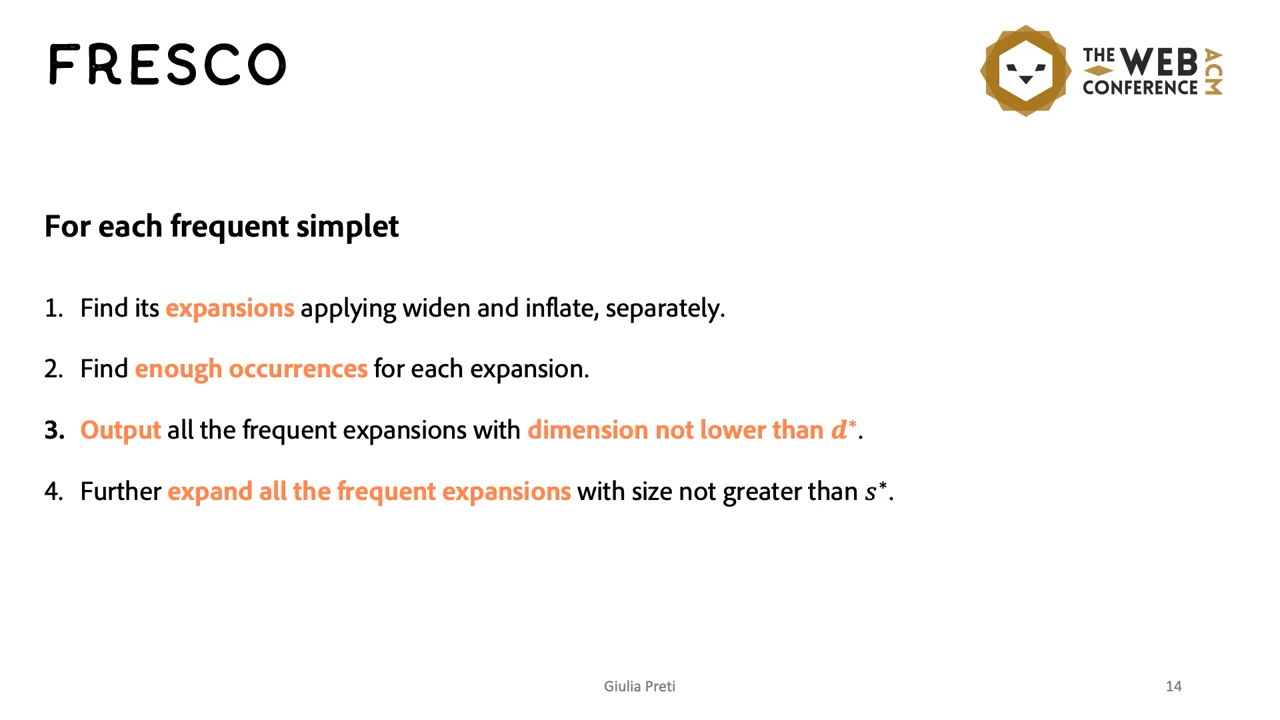 FRESCO
THE WEB
CONFERENCE
ACM
For each frequent simplet
1. Find its expansions applying widen and inflate, separately.
2. Find enough occurrences for each expansion.
3. Output all the frequent expansions with dimension not lower than d*.
4. Further expand all the frequent expansions with size not greater than s*.
Giulia Preti
14